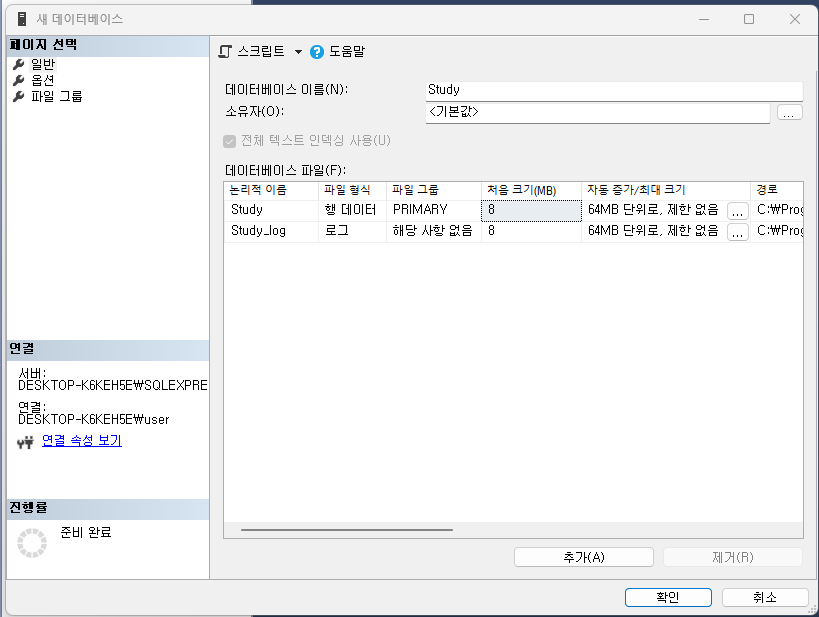 새 데이터베이스
페이지 선택
일반
옵션
파일 그룹
연결
서버:
DESKTOP-K6KEH5E₩SQLEXPRE
연결:
DESKTOP-K6KEH5E₩user
연결 속성 보기
진행률
준비 완료
스크립트 도움말
데이터베이스 이름(N): Study
소유자(O): <기본값> ...
전체 텍스트 인덱싱 사용(U)
데이터베이스 파일(F):
논리적 이름 파일 형식 파일 그룹 처음 크기(MB) 자동 증가/최대 크기 경로
Study 행 데이터 PRIMARY 8 64MB 단위로, 제한 없음 ... C:₩Prog
Study_log 로그 해당 사항 없음 8 64MB 단위로, 제한 없음 ... C:₩Prog
추가(A) 제거(R)
확인 취소